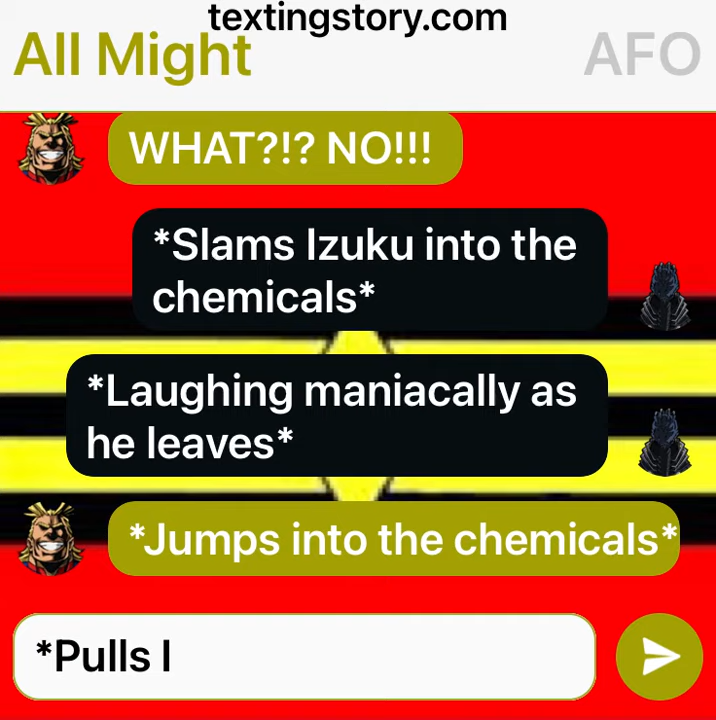 textingstory.com
All Might AFO
WHAT?!? NO!!!
*Slams Izuku into the
chemicals*
*Laughing maniacally as
he leaves*
*Jumps into the chemicals*
*Pulls I